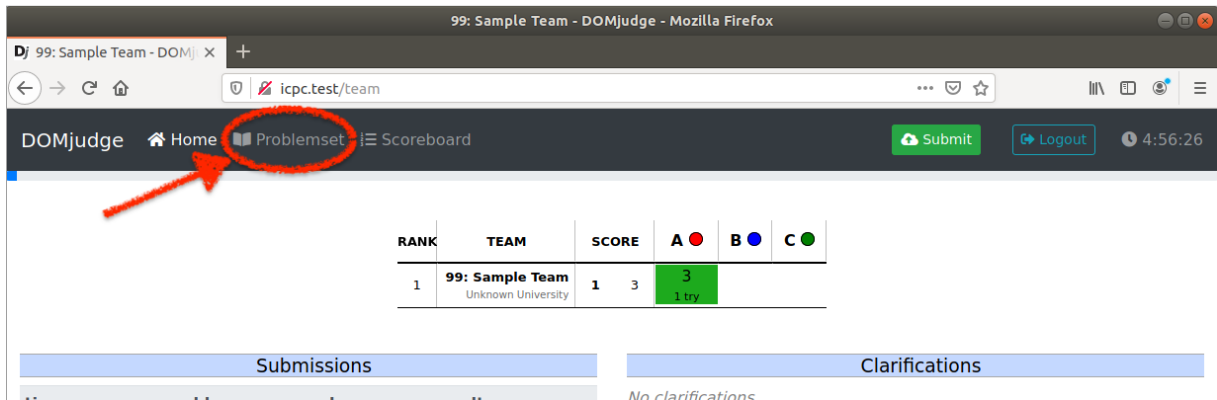 99: Sample Team - DOMjudge - Mozilla Firefox
Dj 99: Sample Team - DOMj
icpc.test/team
DOMjudge Home Problemset Scoreboard Submit Logout 4:56:26
RANK TEAM SCORE A B C
1 99: Sample Team 1 3 3
Unknown University 1 try
Submissions Clarifications
No clarifications